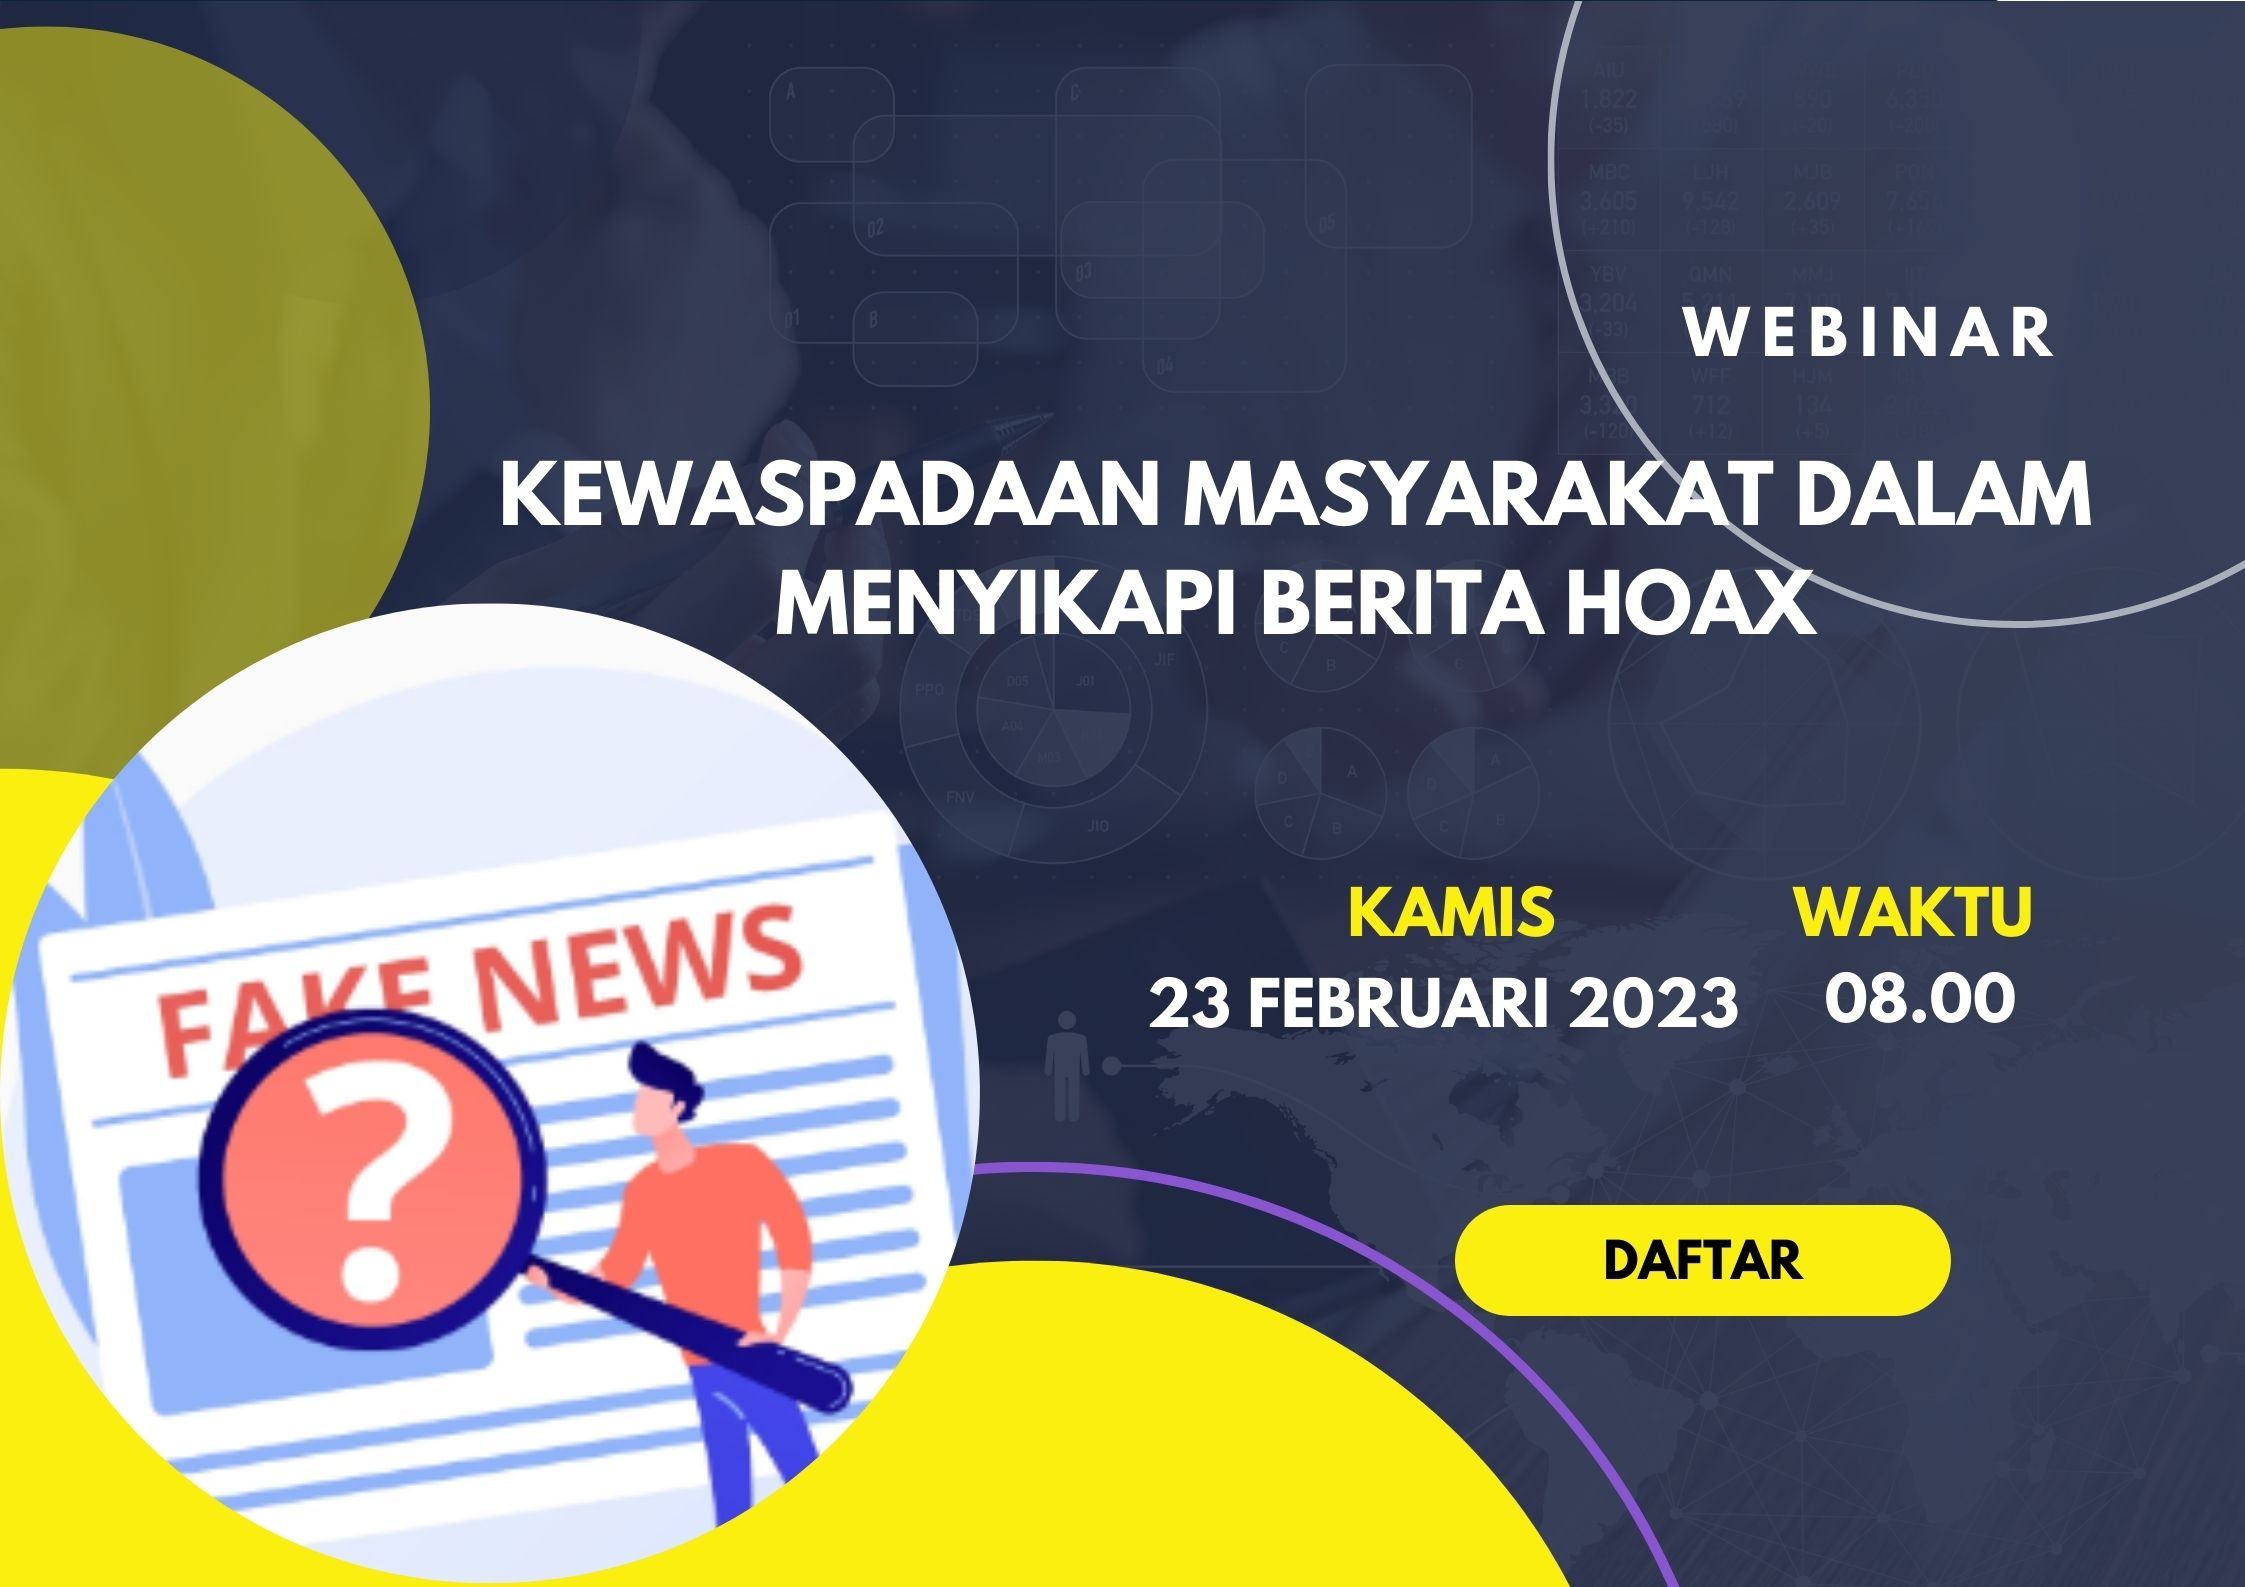 WEBINAR
KEWASPADAAN MASYARAKAT DALAM
MENYIKAPI BERITA HOAX
KAMIS
23 FEBRUARI 2023
WAKTU
08.00
FAKE NEWS
?
DAFTAR